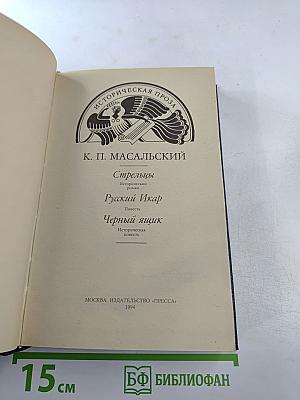 ИСТОРИЧЕСКАЯ ПРОЗА
К. П. МАСАЛЬСКИЙ
Стрельцы
Исторический
роман
Русский Икар
Повесть
Черный ящик
Историческая
повесть
МОСКВА. ИЗДАТЕЛЬСТВО «ПРЕССА»
1994
15 см
БФ БИБЛИОФАН